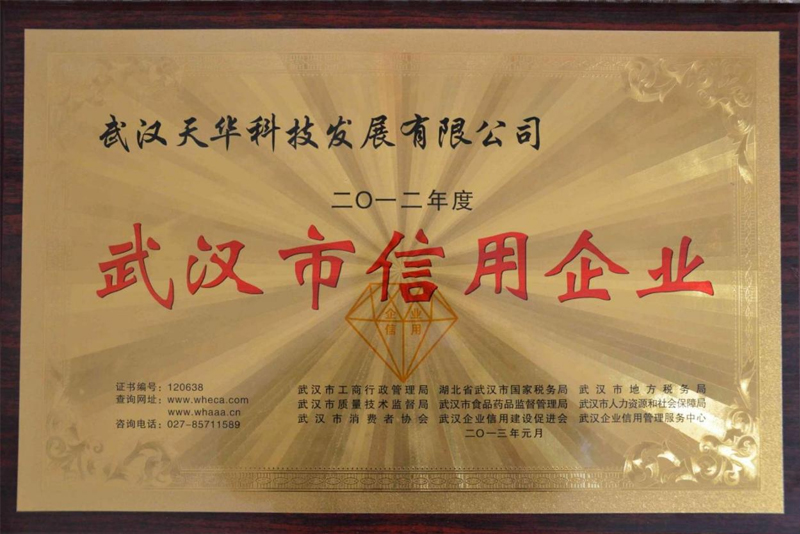 武汉天华科技发展有限公司
二〇一二年度
武汉市信用企业
企业
信用
证书编号：120638
查询网址：www.wheca.com
www.whaaa.cn
咨询电话：027-85711589
武汉市工商行政管理局 湖北省武汉市国家税务局 武汉市地方税务局
武汉市质量技术监督局 武汉市食品药品监督管理局 武汉市人力资源和社会保障局
武汉市消费者协会 武汉企业信用建设促进会 武汉企业信用管理服务中心
二〇一三年元月